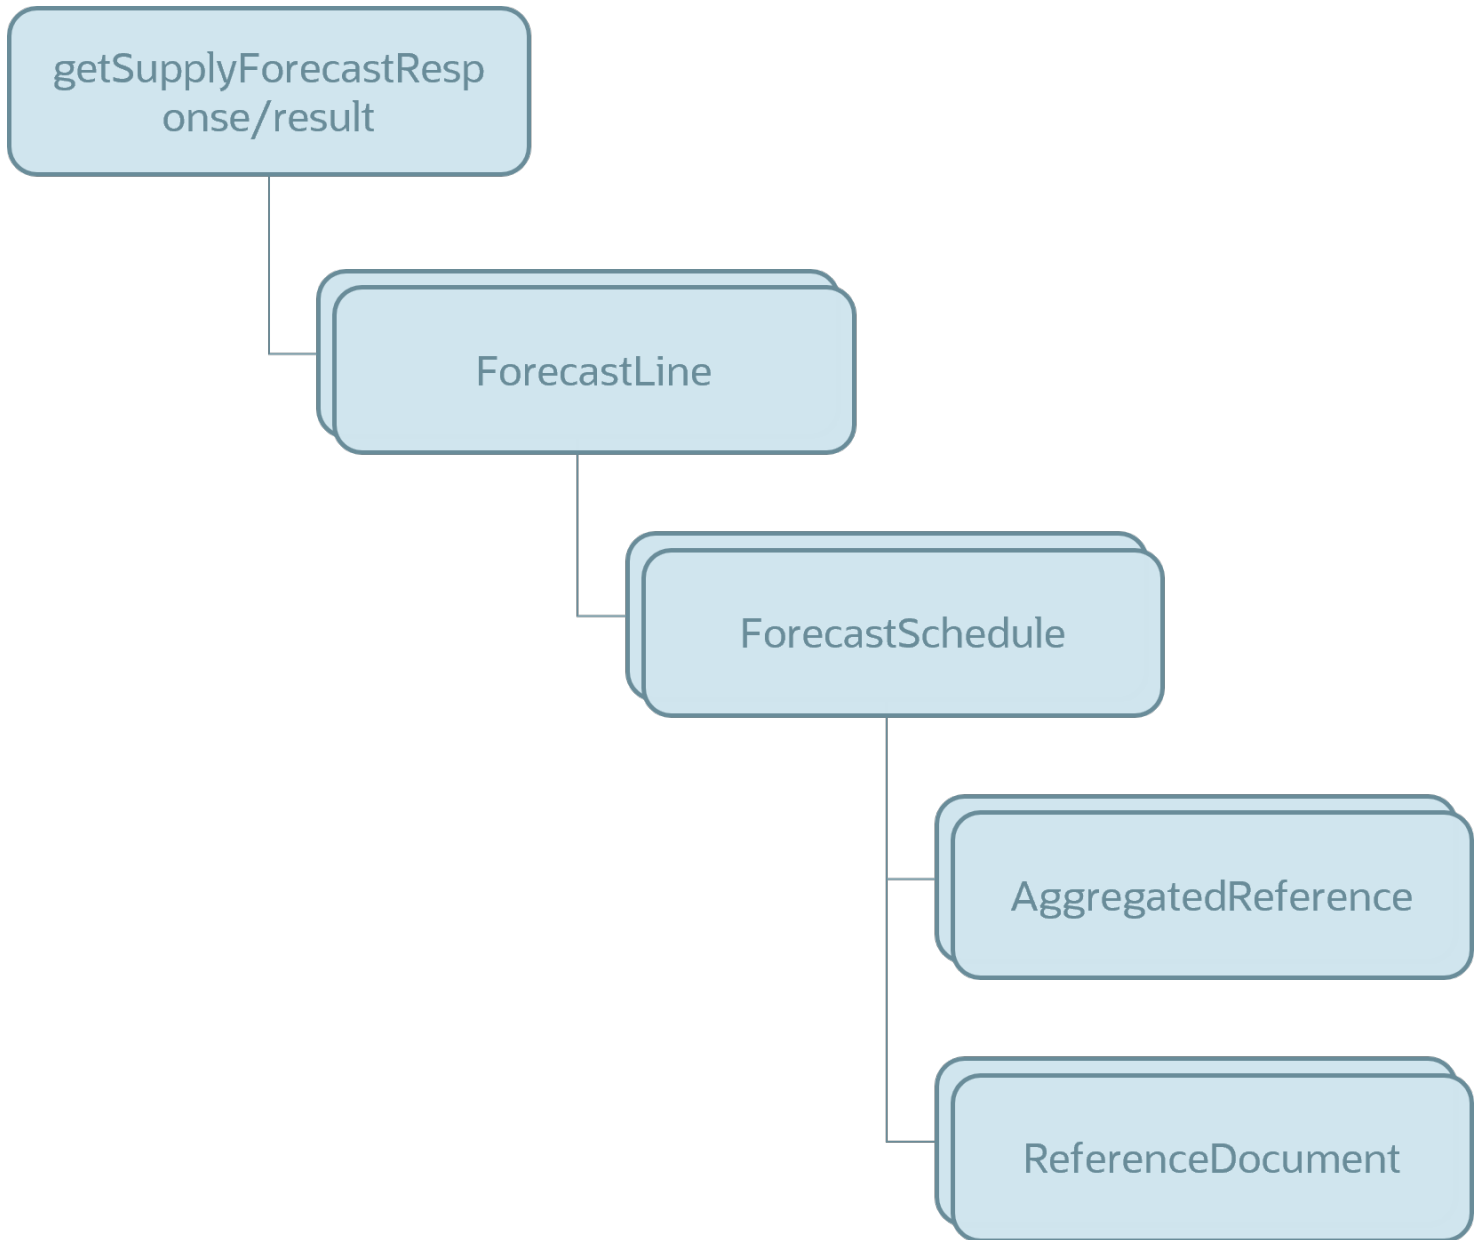 getSupplyForecastResp
onse/result
ForecastLine
ForecastSchedule
AggregatedReference
ReferenceDocument